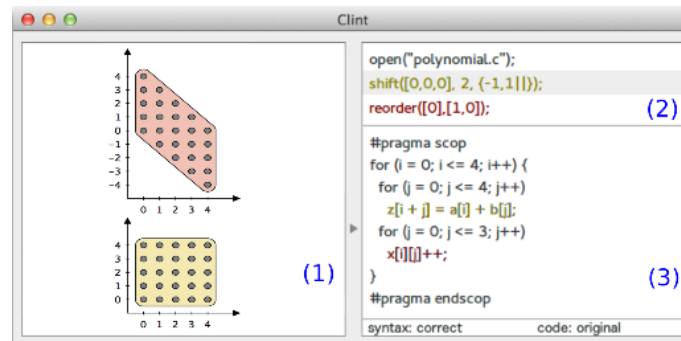 Clint
4
3
2
1
0
−1
−2
−3
−4
0 1 2 3 4
4
3
2
1
0
0 1 2 3 4
(1)
open("polynomial.c");
shift([0,0,0], 2, {-1,1||});
reorder([0],[1,0]);
(2)
#pragma scop
for (i = 0; i <= 4; i++) {
for (j = 0; j <= 4; j++)
z[i + j] = a[i] + b[j];
for (j = 0; j <= 3; j++)
x[i][j]++;
}
#pragma endscop
(3)
syntax: correct code: original